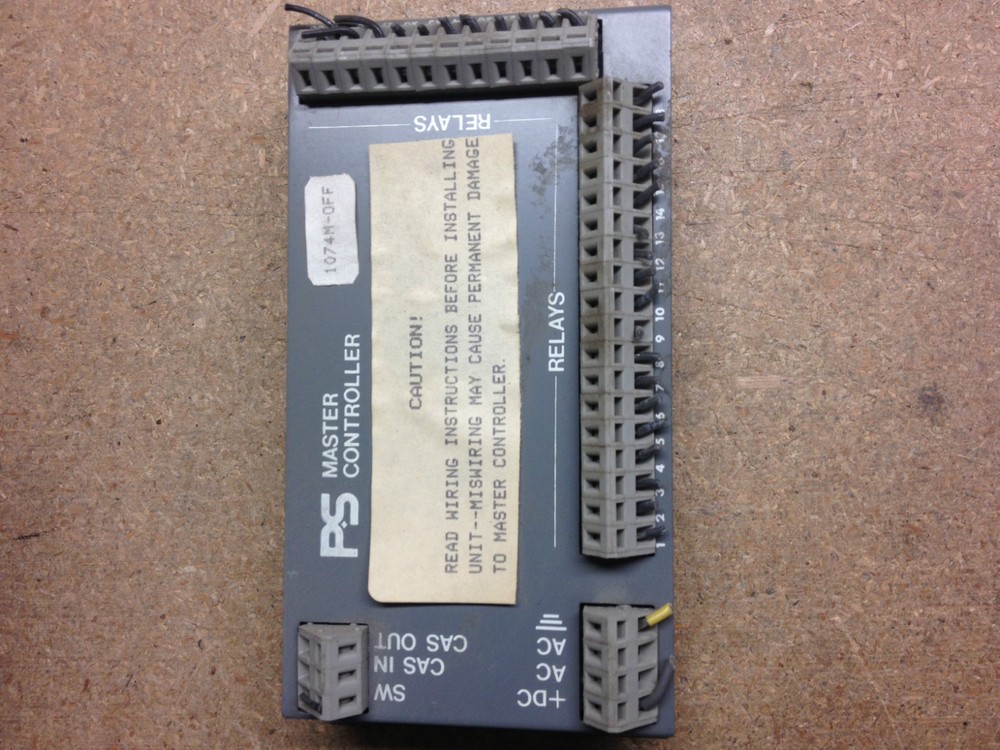 PS MASTER
CONTROLLER
1074M-OFF
CAUTION!
READ WIRING INSTRUCTIONS BEFORE INSTALLING
UNIT--MISWIRING MAY CAUSE PERMANENT DAMAGE
TO MASTER CONTROLLER.
RELAYS
RELAYS
1 2 3 4 5 6 7 8 9 10 11 12 13 14
SW
CAS IN
CAS OUT
+DC
AC
AC